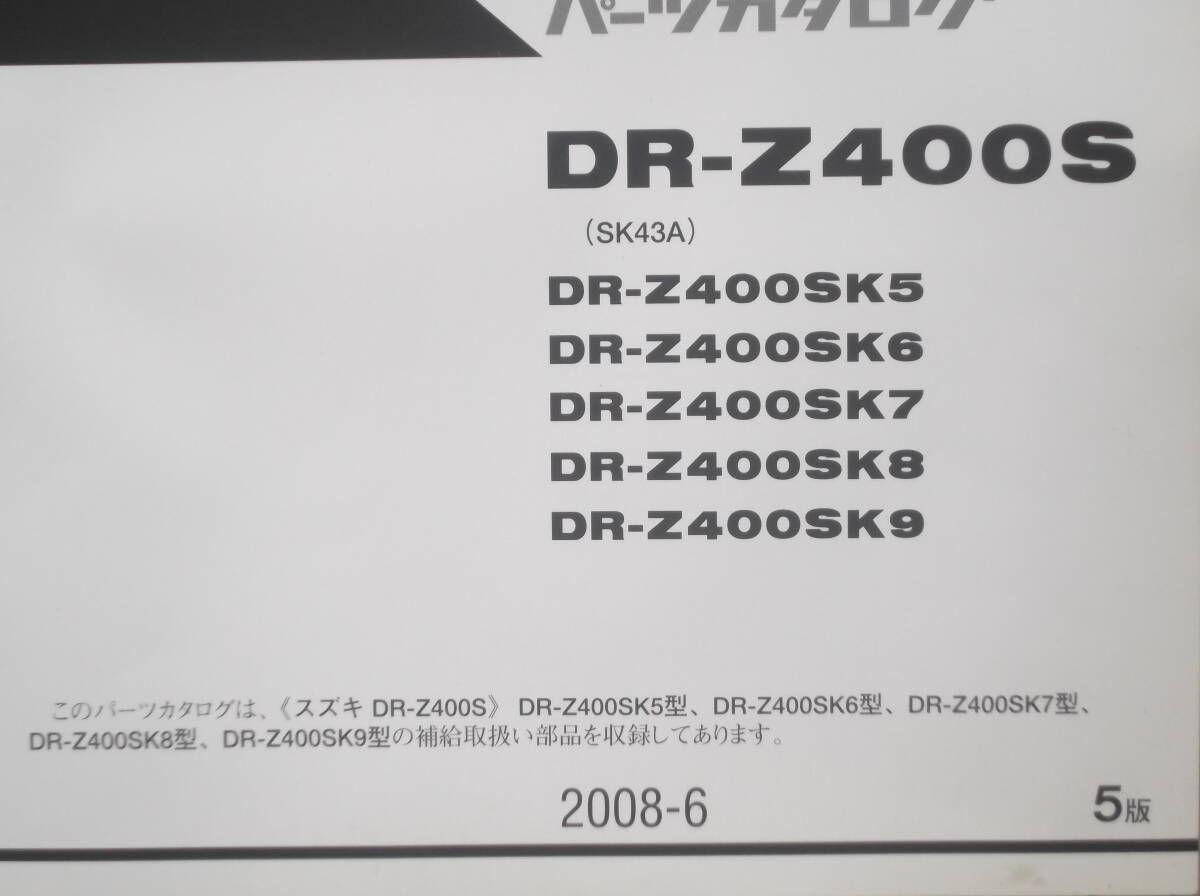 パーツカタログ
DR-Z400S
(SK43A)
DR-Z400SK5
DR-Z400SK6
DR-Z400SK7
DR-Z400SK8
DR-Z400SK9
このパーツカタログは、《スズキ DR-Z400S》 DR-Z400SK5型、DR-Z400SK6型、DR-Z400SK7型、
DR-Z400SK8型、DR-Z400SK9型の補給取扱い部品を収録してあります。
2008-6
5版